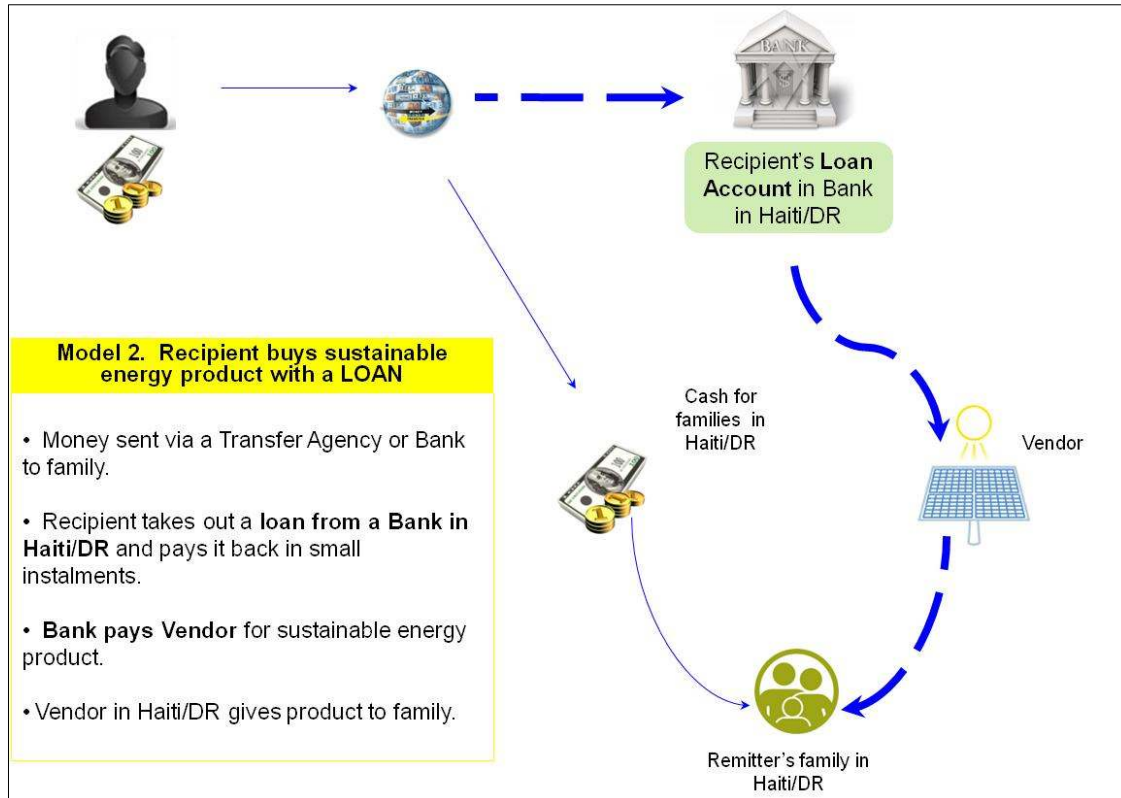 BANK
Recipient's Loan
Account in Bank
in Haiti/DR
Model 2.  Recipient buys sustainable
energy product with a LOAN
•  Money sent via a Transfer Agency or Bank
to family.
•  Recipient takes out a loan from a Bank in
Haiti/DR and pays it back in small
instalments.
•  Bank pays Vendor for sustainable energy
product.
• Vendor in Haiti/DR gives product to family.
Cash for
families  in
Haiti/DR
Vendor
Remitter's family in
Haiti/DR